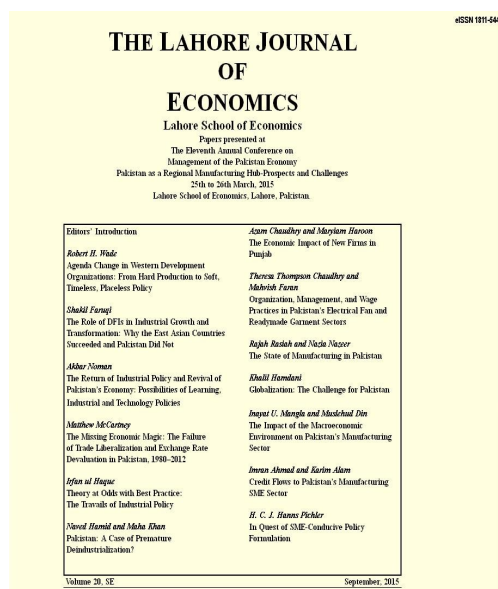 eISSN 1811-544
THE LAHORE JOURNAL
OF
ECONOMICS
Lahore School of Economics
Papers presented at
The Eleventh Annual Conference on
Management of the Pakistan Economy
Pakistan as a Regional Manufacturing Hub-Prospects and Challenges
25th to 26th March, 2015
Lahore School of Economics, Lahore, Pakistan
Editors' Introduction
Robert H. Wade
Agenda Change in Western Development
Organizations: From Hard Production to Soft,
Timeless, Placeless Policy
Shakil Faruqi
The Role of DFIs in Industrial Growth and
Transformation: Why the East Asian Countries
Succeeded and Pakistan Did Not
Akbar Noman
The Return of Industrial Policy and Revival of
Pakistan's Economy: Possibilities of Learning,
Industrial and Technology Policies
Matthew McCartney
The Missing Economic Magic: The Failure
of Trade Liberalization and Exchange Rate
Devaluation in Pakistan, 1980–2012
Irfan ul Haque
Theory at Odds with Best Practice:
The Travails of Industrial Policy
Naved Hamid and Maha Khan
Pakistan: A Case of Premature
Deindustrialization?
Azam Chaudhry and Maryiam Haroon
The Economic Impact of New Firms in
Punjab
Theresa Thompson Chaudhry and
Mahvish Faran
Organization, Management, and Wage
Practices in Pakistan's Electrical Fan and
Readymade Garment Sectors
Rajah Rasiah and Nazia Nazeer
The State of Manufacturing in Pakistan
Khalil Hamdani
Globalization: The Challenge for Pakistan
Inayat U. Mangla and Musleh ud Din
The Impact of the Macroeconomic
Environment on Pakistan's Manufacturing
Sector
Imran Ahmad and Karim Alam
Credit Flows to Pakistan's Manufacturing
SME Sector
H. C. J. Hanns Pichler
In Quest of SME-Conducive Policy
Formulation
Volume 20, SE
September, 2015